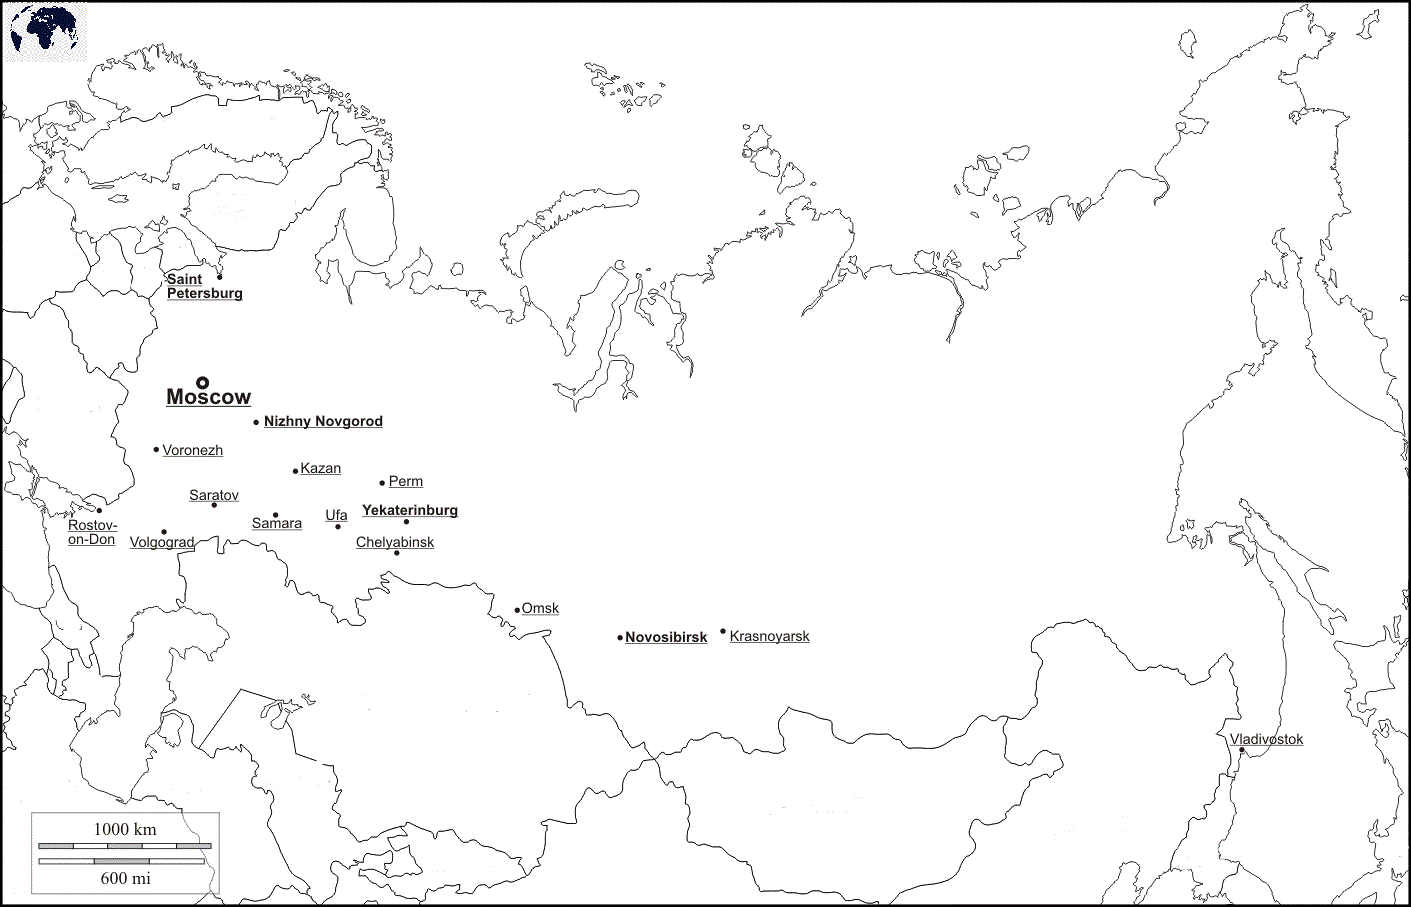 Saint
Petersburg
Moscow
Nizhny Novgorod
Voronezh
Kazan
Perm
Saratov
Samara
Ufa
Yekaterinburg
Rostov-
on-Don
Volgograd
Chelyabinsk
Omsk
Novosibirsk
Krasnoyarsk
Vladivostok
1000 km
600 mi